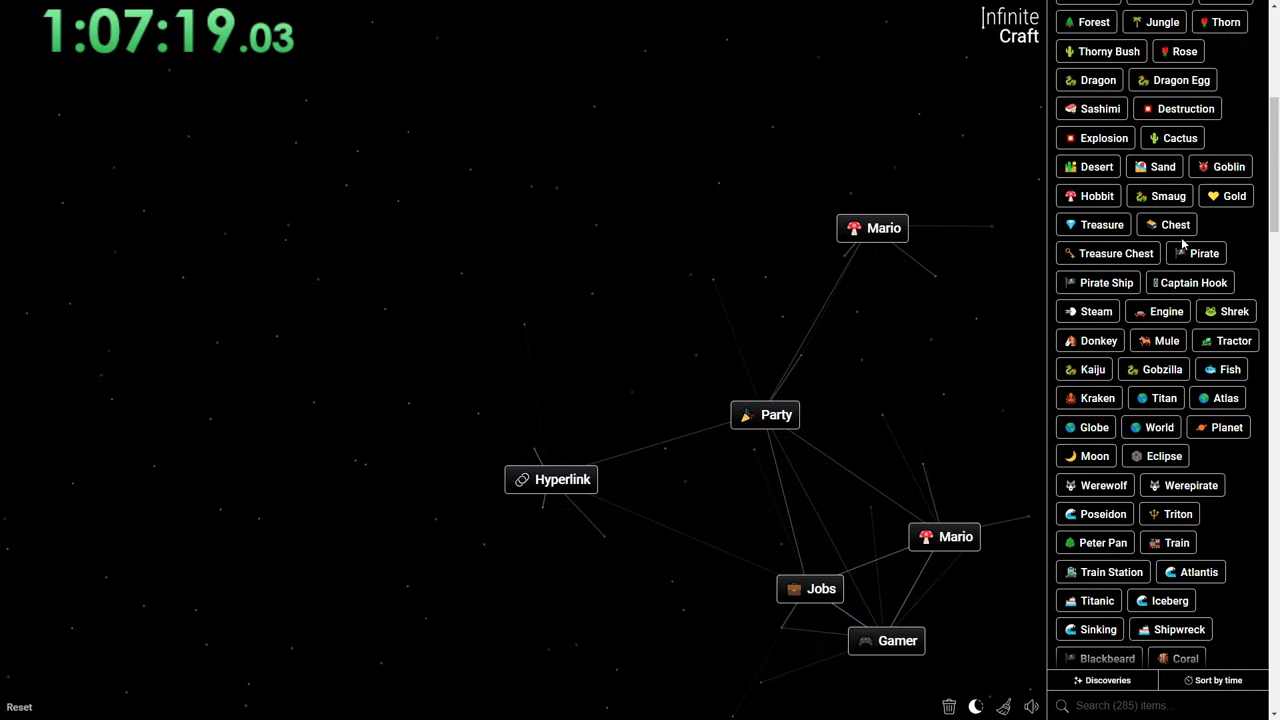 1:07:19.03
Infinite
Craft
Forest Jungle Thorn
Thorny Bush Rose
Dragon Dragon Egg
Sashimi Destruction
Explosion Cactus
Desert Sand Goblin
Hobbit Smaug Gold
Treasure Chest
Treasure Chest Pirate
Pirate Ship Captain Hook
Steam Engine Shrek
Donkey Mule Tractor
Kaiju Gobzilla Fish
Kraken Titan Atlas
Globe World Planet
Moon Eclipse
Werewolf Werepirate
Poseidon Triton
Peter Pan Train
Train Station Atlantis
Titanic Iceberg
Sinking Shipwreck
Blackbeard Coral
Discoveries Sort by time
Search (285) items...
Mario
Party
Hyperlink
Mario
Jobs
Gamer
Reset